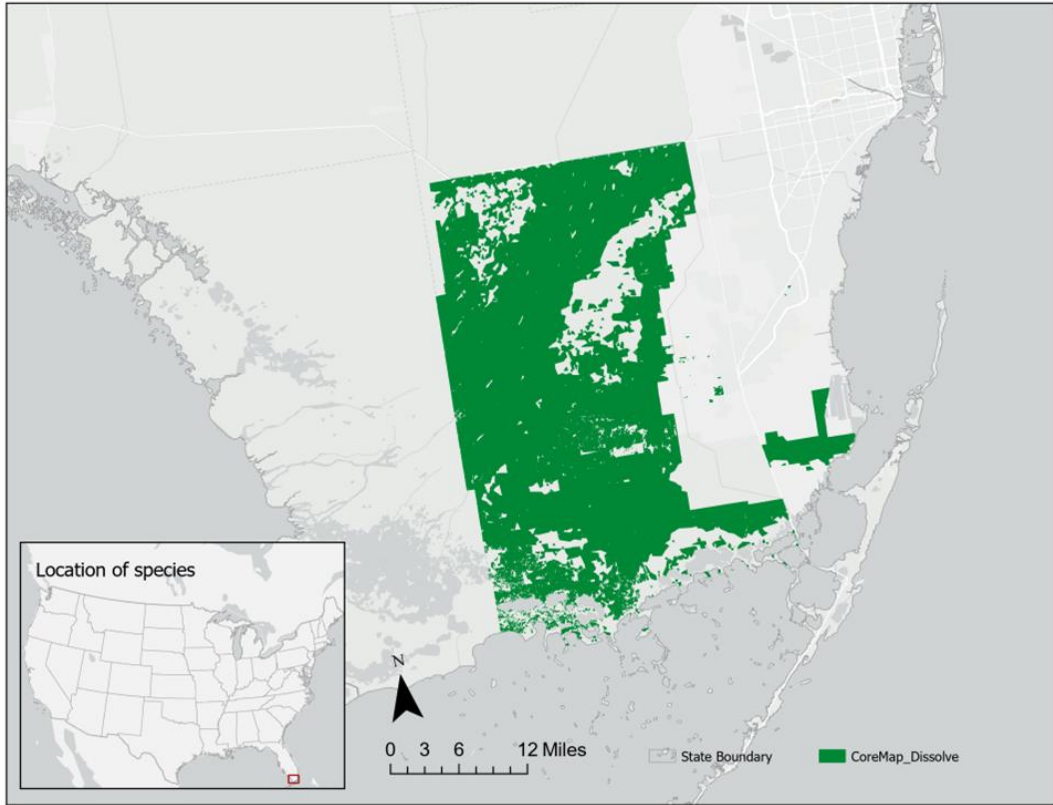 Location of species
N
0 3 6 12 Miles
State Boundary
CoreMap_Dissolve